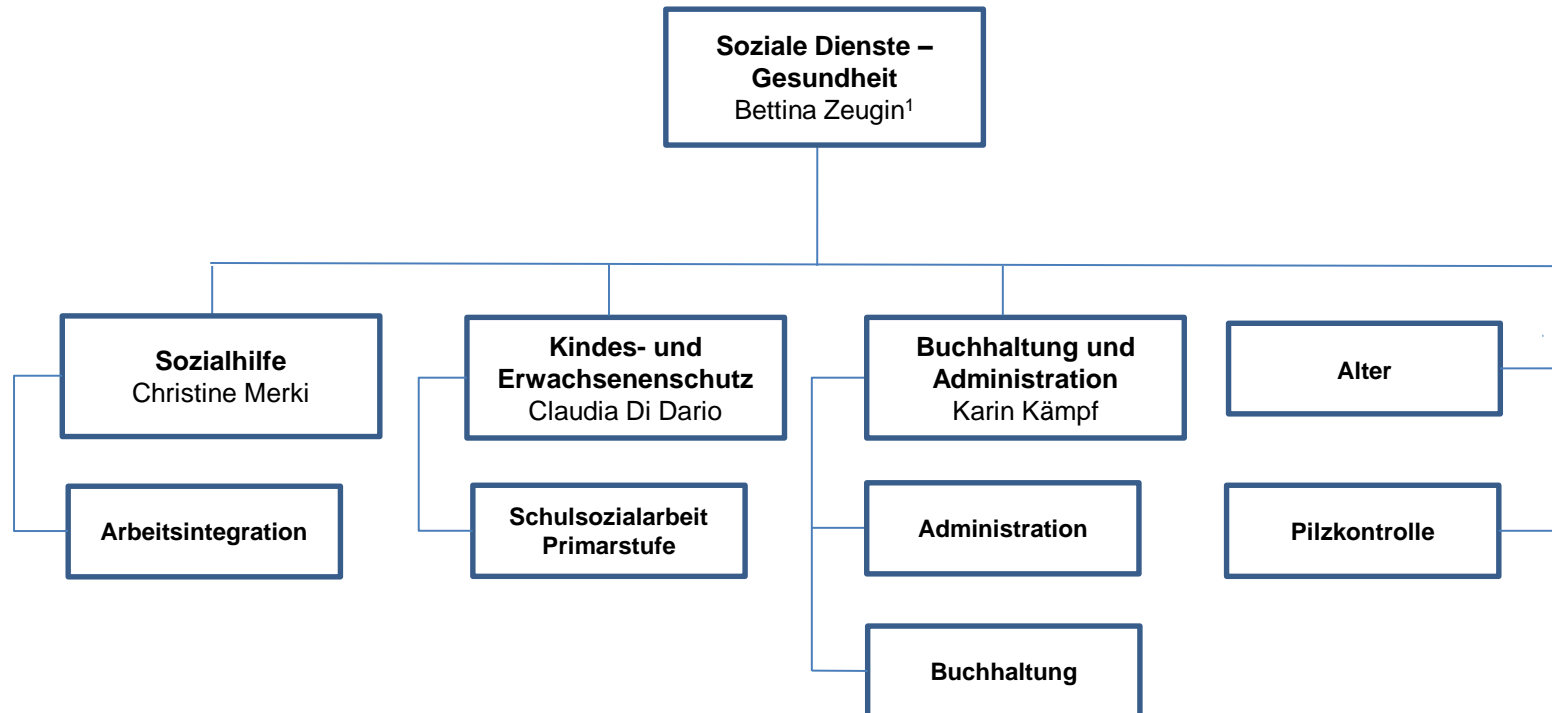 Soziale Dienste –
Gesundheit
Bettina Zeugin¹
Sozialhilfe
Christine Merki
Kindes- und
Erwachsenenschutz
Claudia Di Dario
Buchhaltung und
Administration
Karin Kämpf
Alter
Arbeitsintegration
Schulsozialarbeit
Primarstufe
Administration
Pilzkontrolle
Buchhaltung